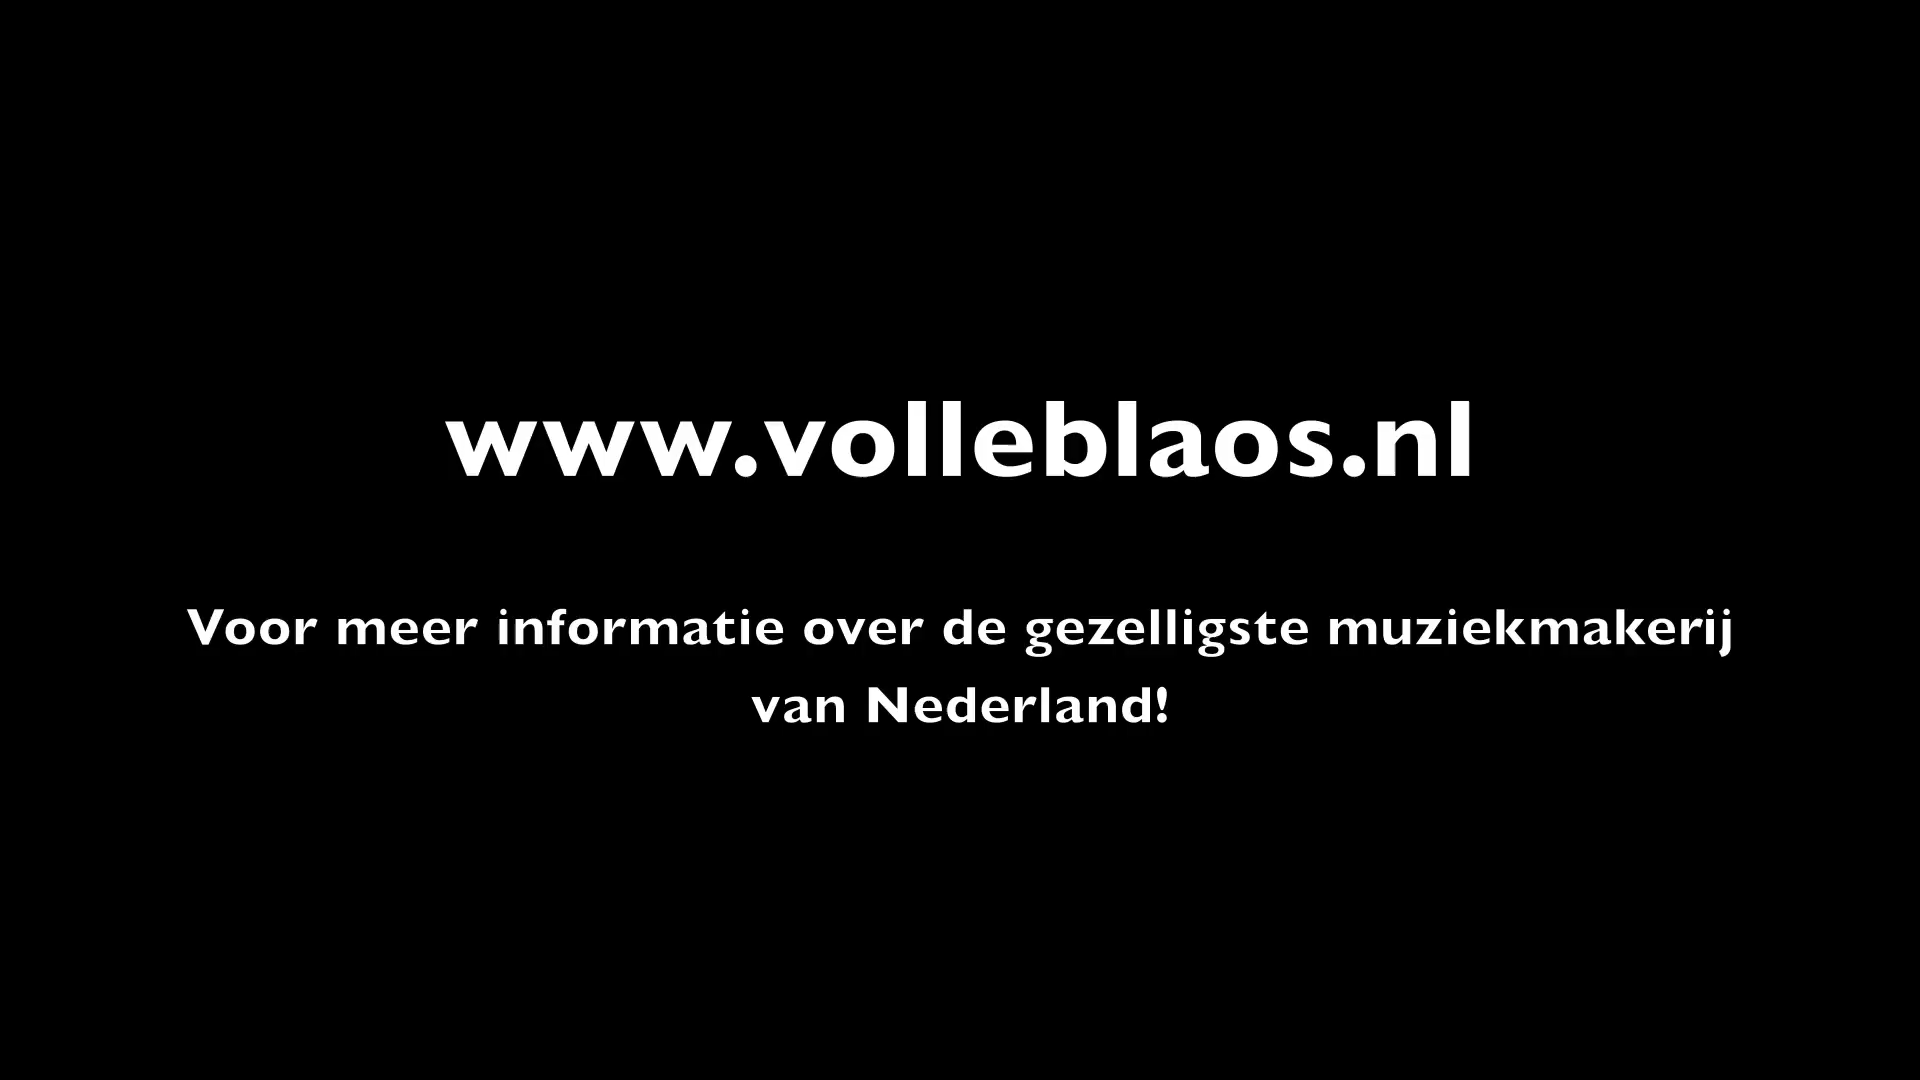 www.volleblaos.nl
Voor meer informatie over de gezelligste muziekmakerij
van Nederland!